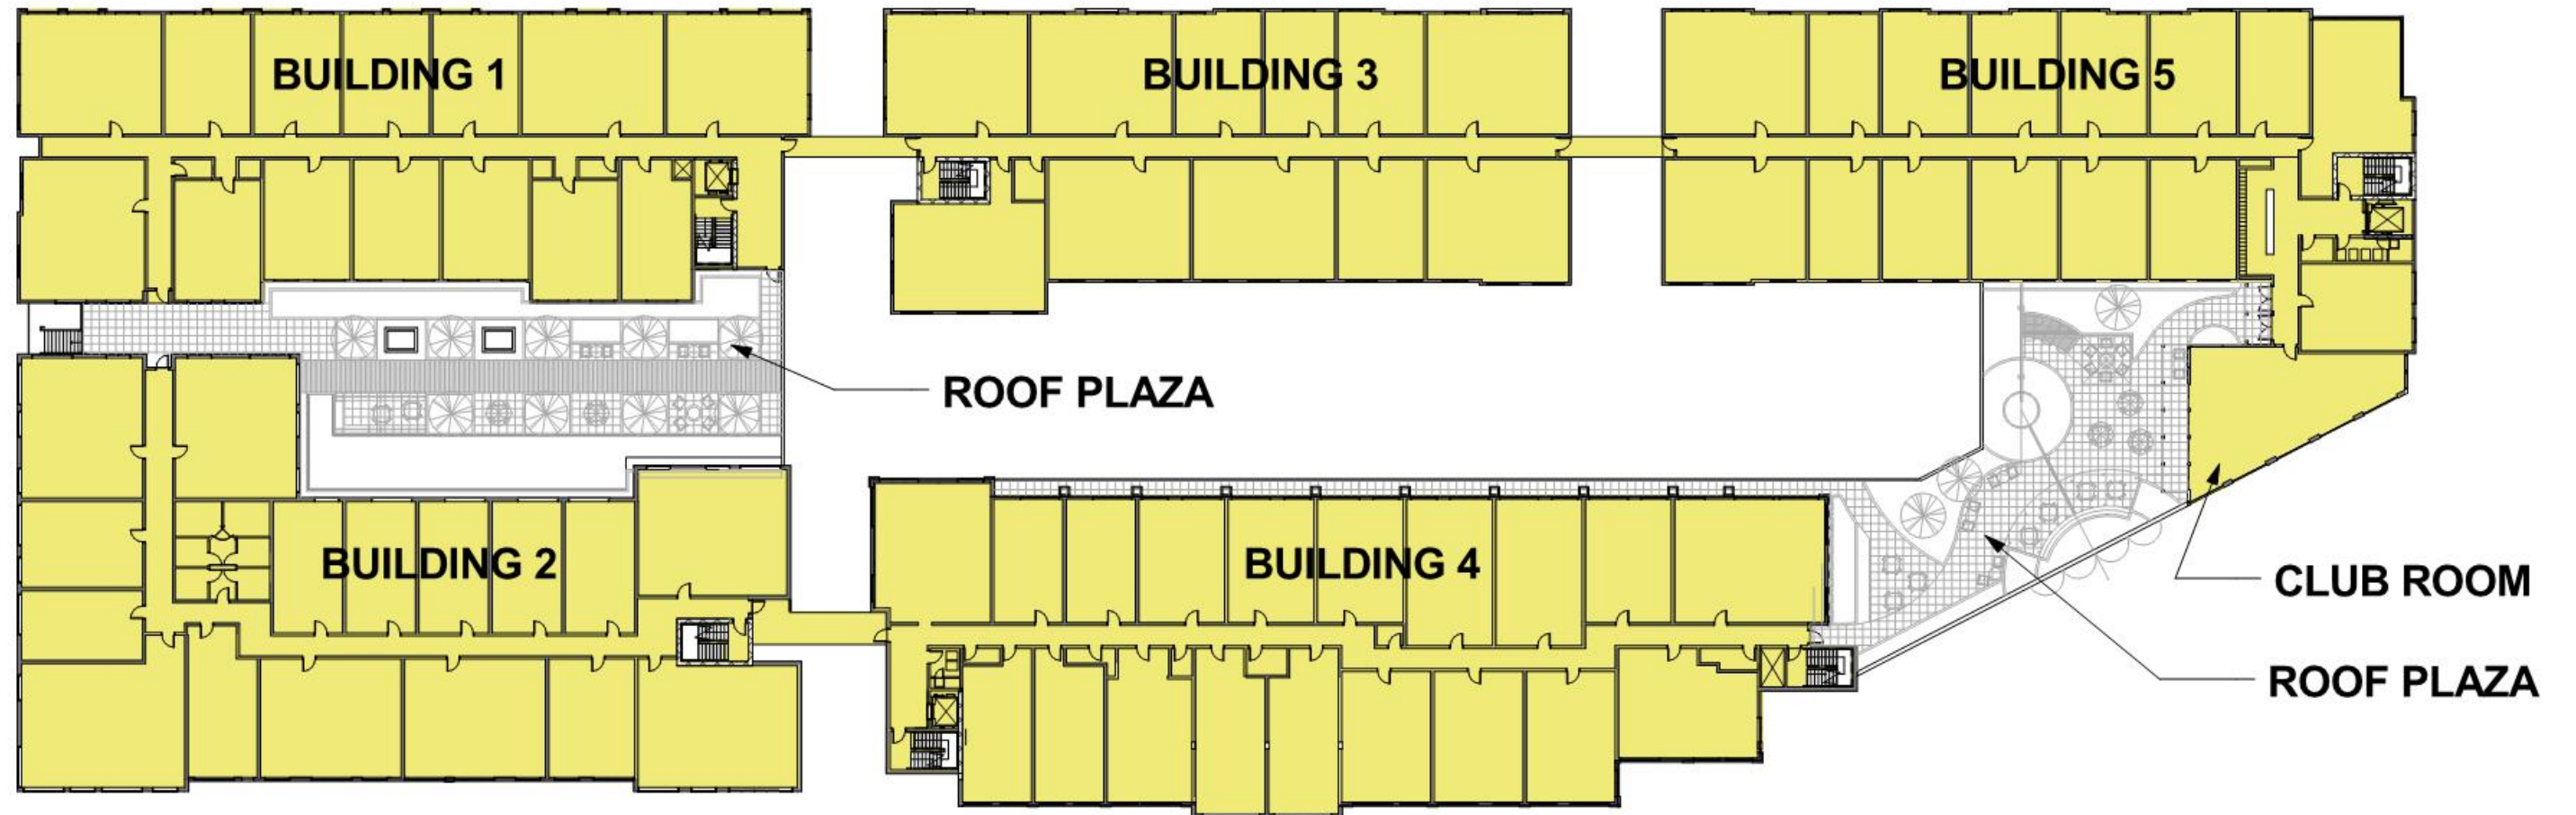 BUILDING 1
BUILDING 3
BUILDING 5
ROOF PLAZA
BUILDING 2
BUILDING 4
CLUB ROOM
ROOF PLAZA